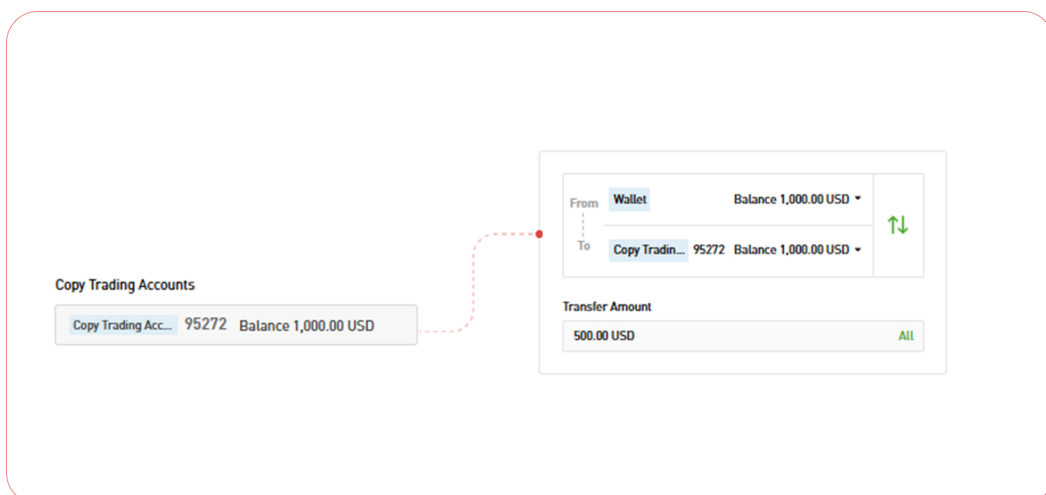 Copy Trading Accounts
Copy Trading Acc... 95272 Balance 1,000.00 USD
From Wallet Balance 1,000.00 USD
To Copy Tradin... 95272 Balance 1,000.00 USD
Transfer Amount
500.00 USD All